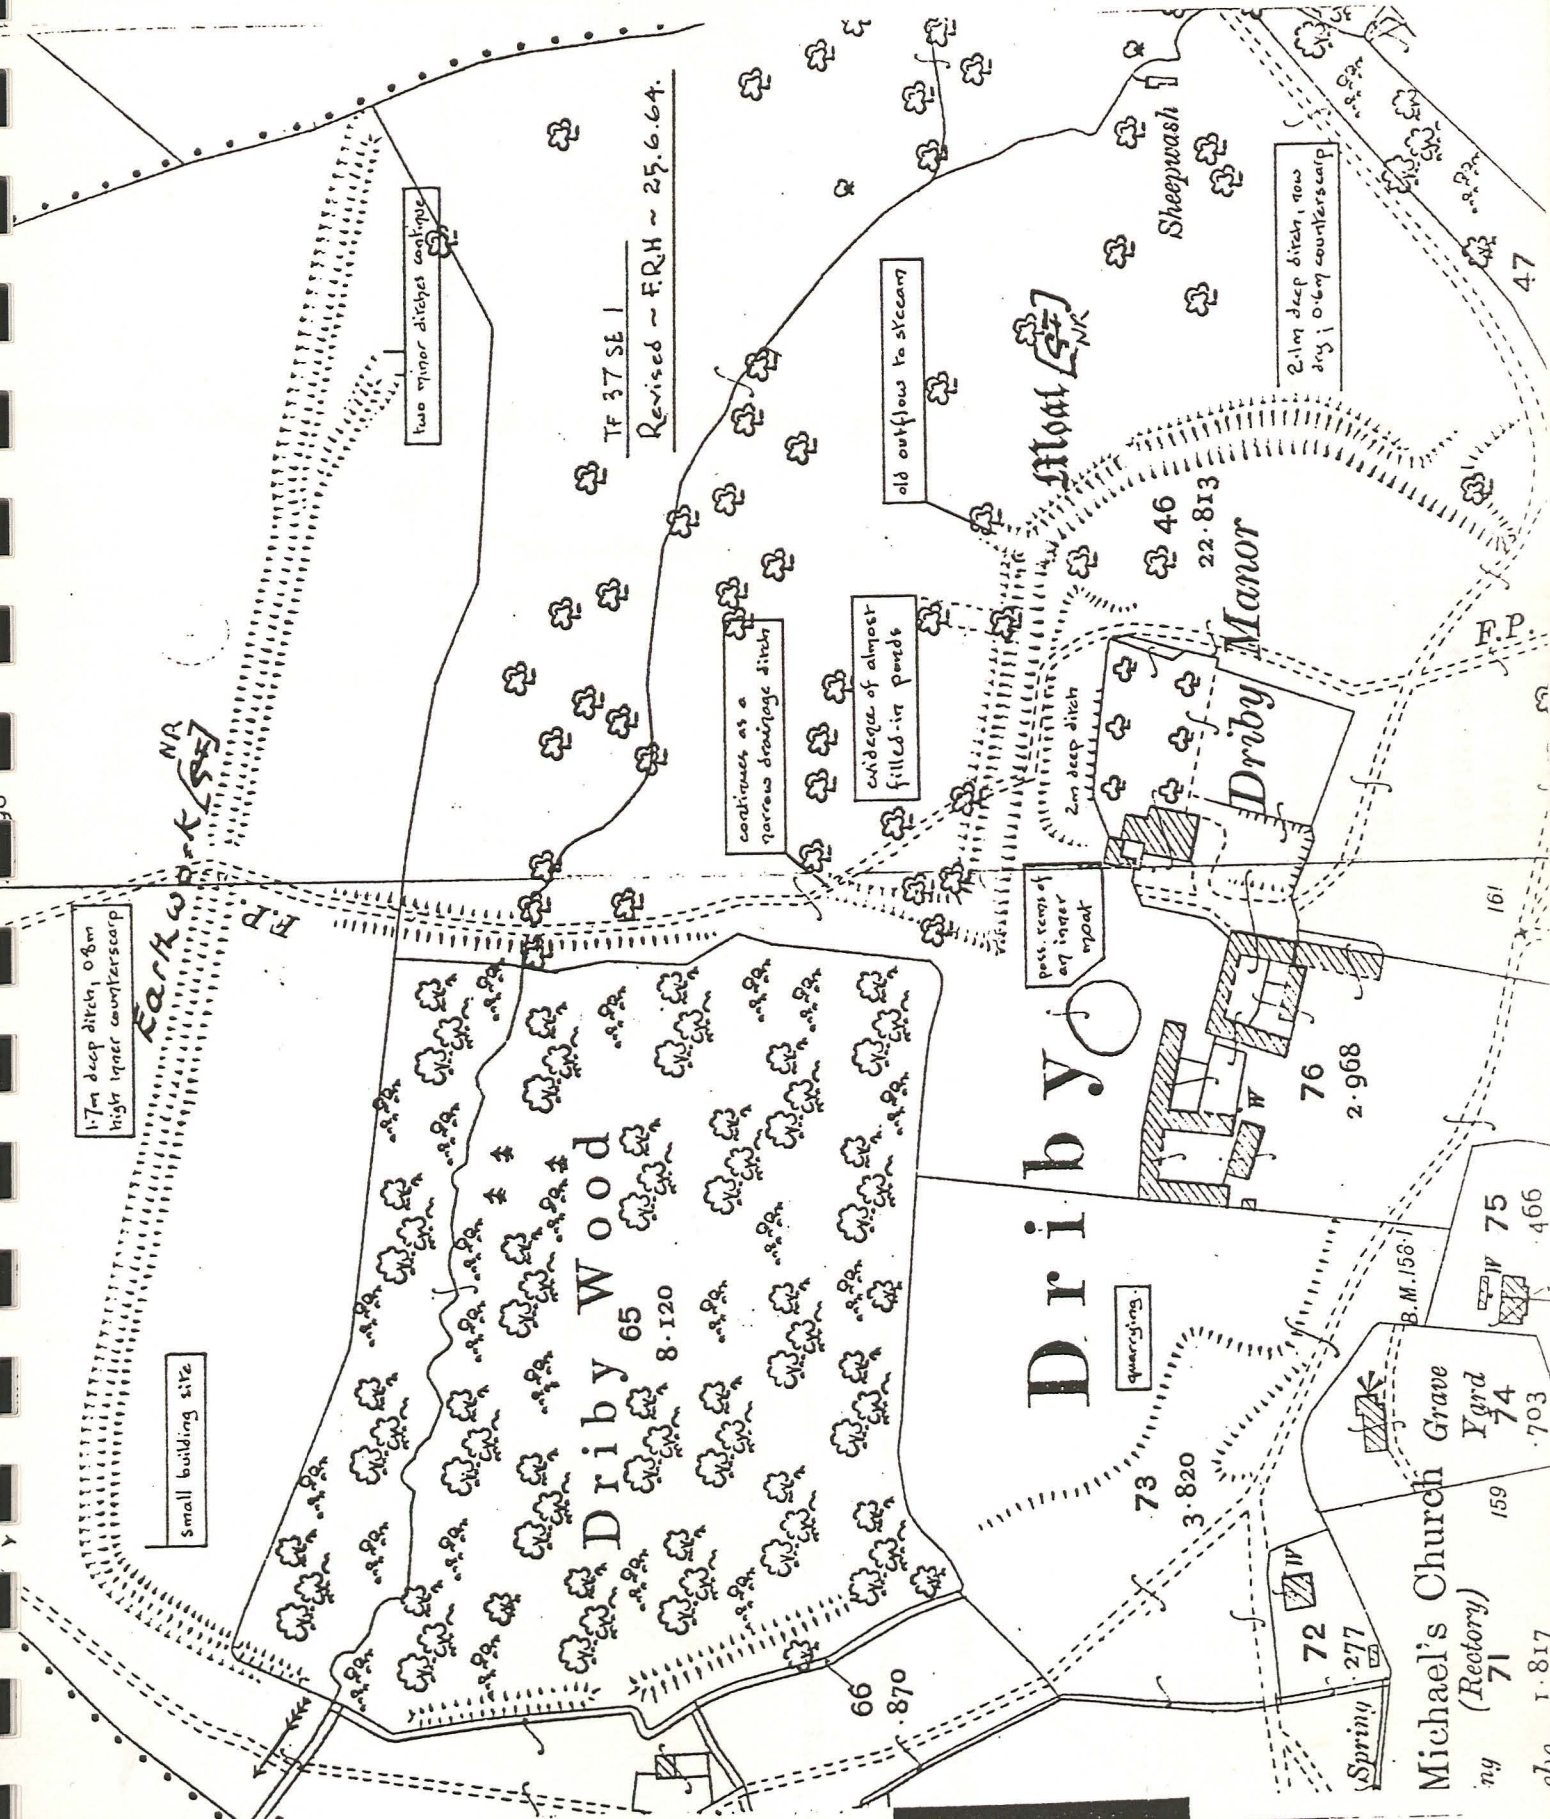 1.7m deep ditch, 0.8m
high inner counterscarp
Earthwork
NR
F.P.
small building site
two minor ditches continue
TF 37 SE 1
Revised ~ F.R.H ~ 25.6.64.
Driby Wood
65
8.120
continues as a
narrow drainage ditch
evidence of almost
filled-in ponds
old outflow to stream
Moat
NR
Sheepwash
2.1m deep ditch, now
dry; 0.6m counterscarp
47
46
22.813
2m deep ditch
Driby Manor
F.P.
poss. rems of
an inner
moat
Driby
76
2.968
W
161
quarrying.
73
3.820
66
.870
B.M.158.1
W
75
.466
Grave
Yard
74
.703
159
W
72
.277
Spring
Michael's Church
(Rectory)
71
1.817